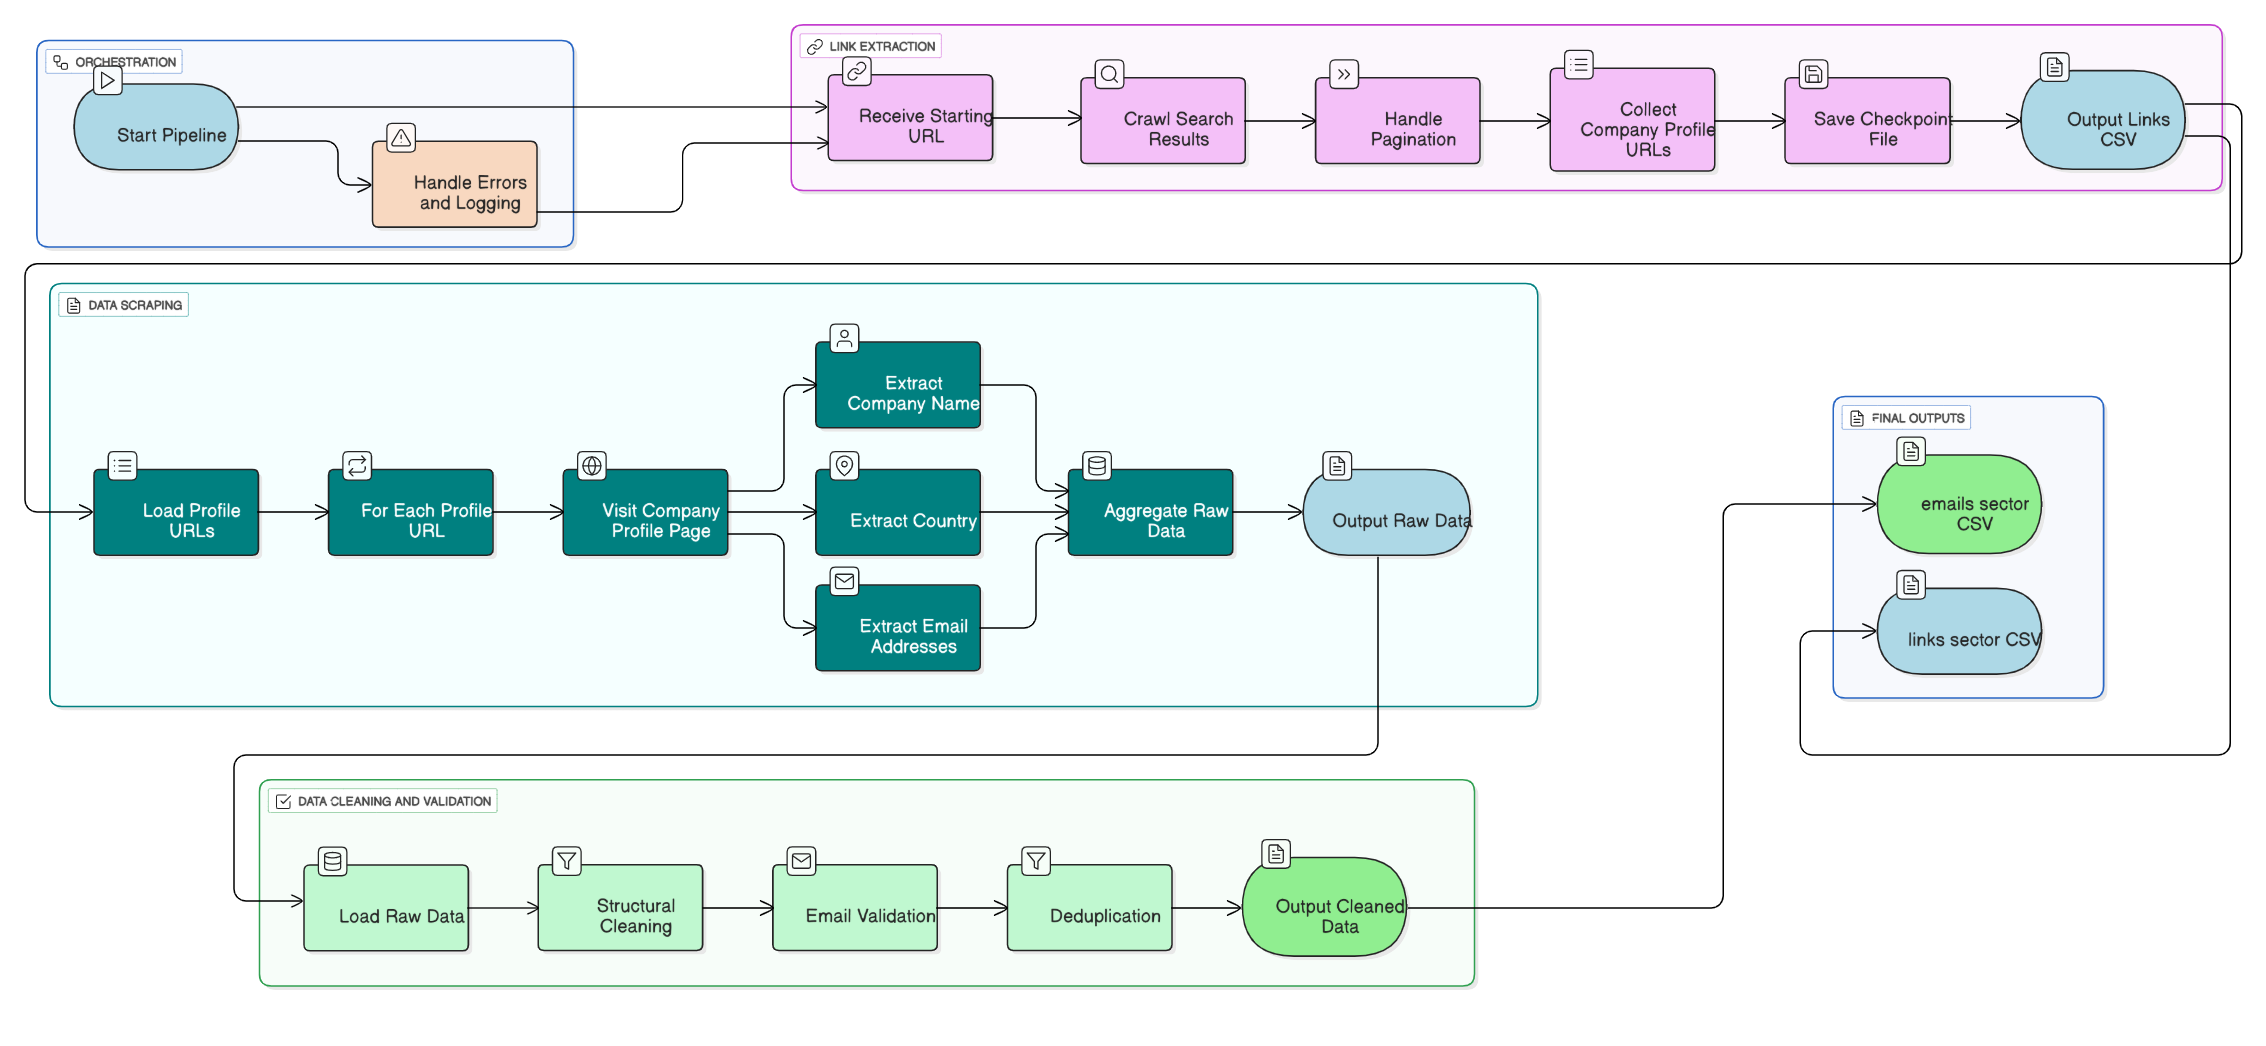 ORCHESTRATION
Start Pipeline
Handle Errors
and Logging
LINK EXTRACTION
Receive Starting
URL
Crawl Search
Results
Handle
Pagination
Collect
Company Profile
URLs
Save Checkpoint
File
Output Links
CSV
DATA SCRAPING
Load Profile
URLs
For Each Profile
URL
Visit Company
Profile Page
Extract
Company Name
Extract Country
Extract Email
Addresses
Aggregate Raw
Data
Output Raw Data
FINAL OUTPUTS
emails sector
CSV
links sector CSV
DATA CLEANING AND VALIDATION
Load Raw Data
Structural
Cleaning
Email Validation
Deduplication
Output Cleaned
Data